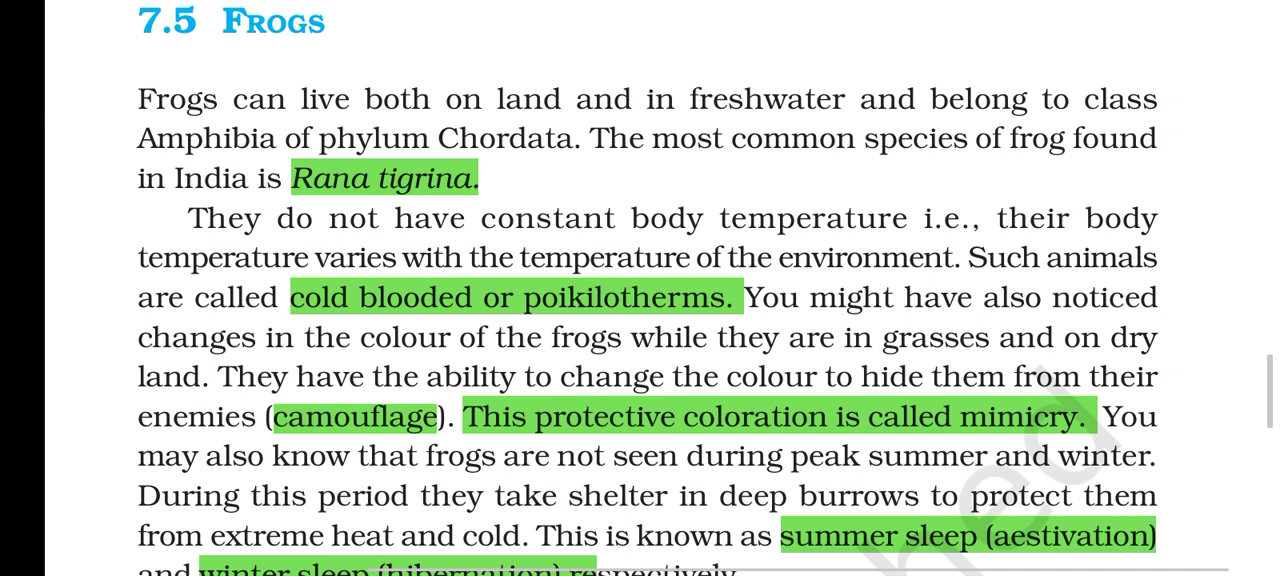 7.5 FROGS
Frogs can live both on land and in freshwater and belong to class
Amphibia of phylum Chordata. The most common species of frog found
in India is Rana tigrina.
They do not have constant body temperature i.e., their body
temperature varies with the temperature of the environment. Such animals
are called cold blooded or poikilotherms. You might have also noticed
changes in the colour of the frogs while they are in grasses and on dry
land. They have the ability to change the colour to hide them from their
enemies (camouflage). This protective coloration is called mimicry. You
may also know that frogs are not seen during peak summer and winter.
During this period they take shelter in deep burrows to protect them
from extreme heat and cold. This is known as summer sleep (aestivation)
and winter sleep (hibernation) respectively.
hed